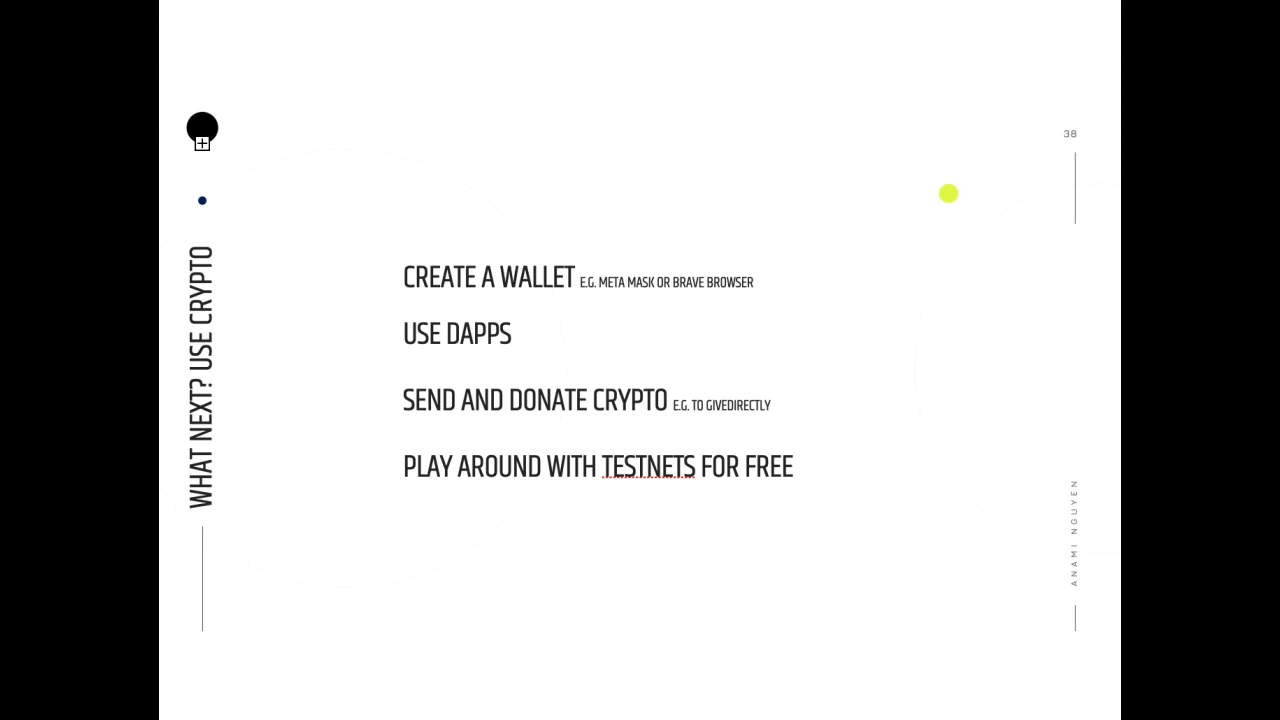 38
WHAT NEXT? USE CRYPTO
CREATE A WALLET E.G. META MASK OR BRAVE BROWSER
USE DAPPS
SEND AND DONATE CRYPTO E.G. TO GIVEDIRECTLY
PLAY AROUND WITH TESTNETS FOR FREE
ANAMI NGUYEN